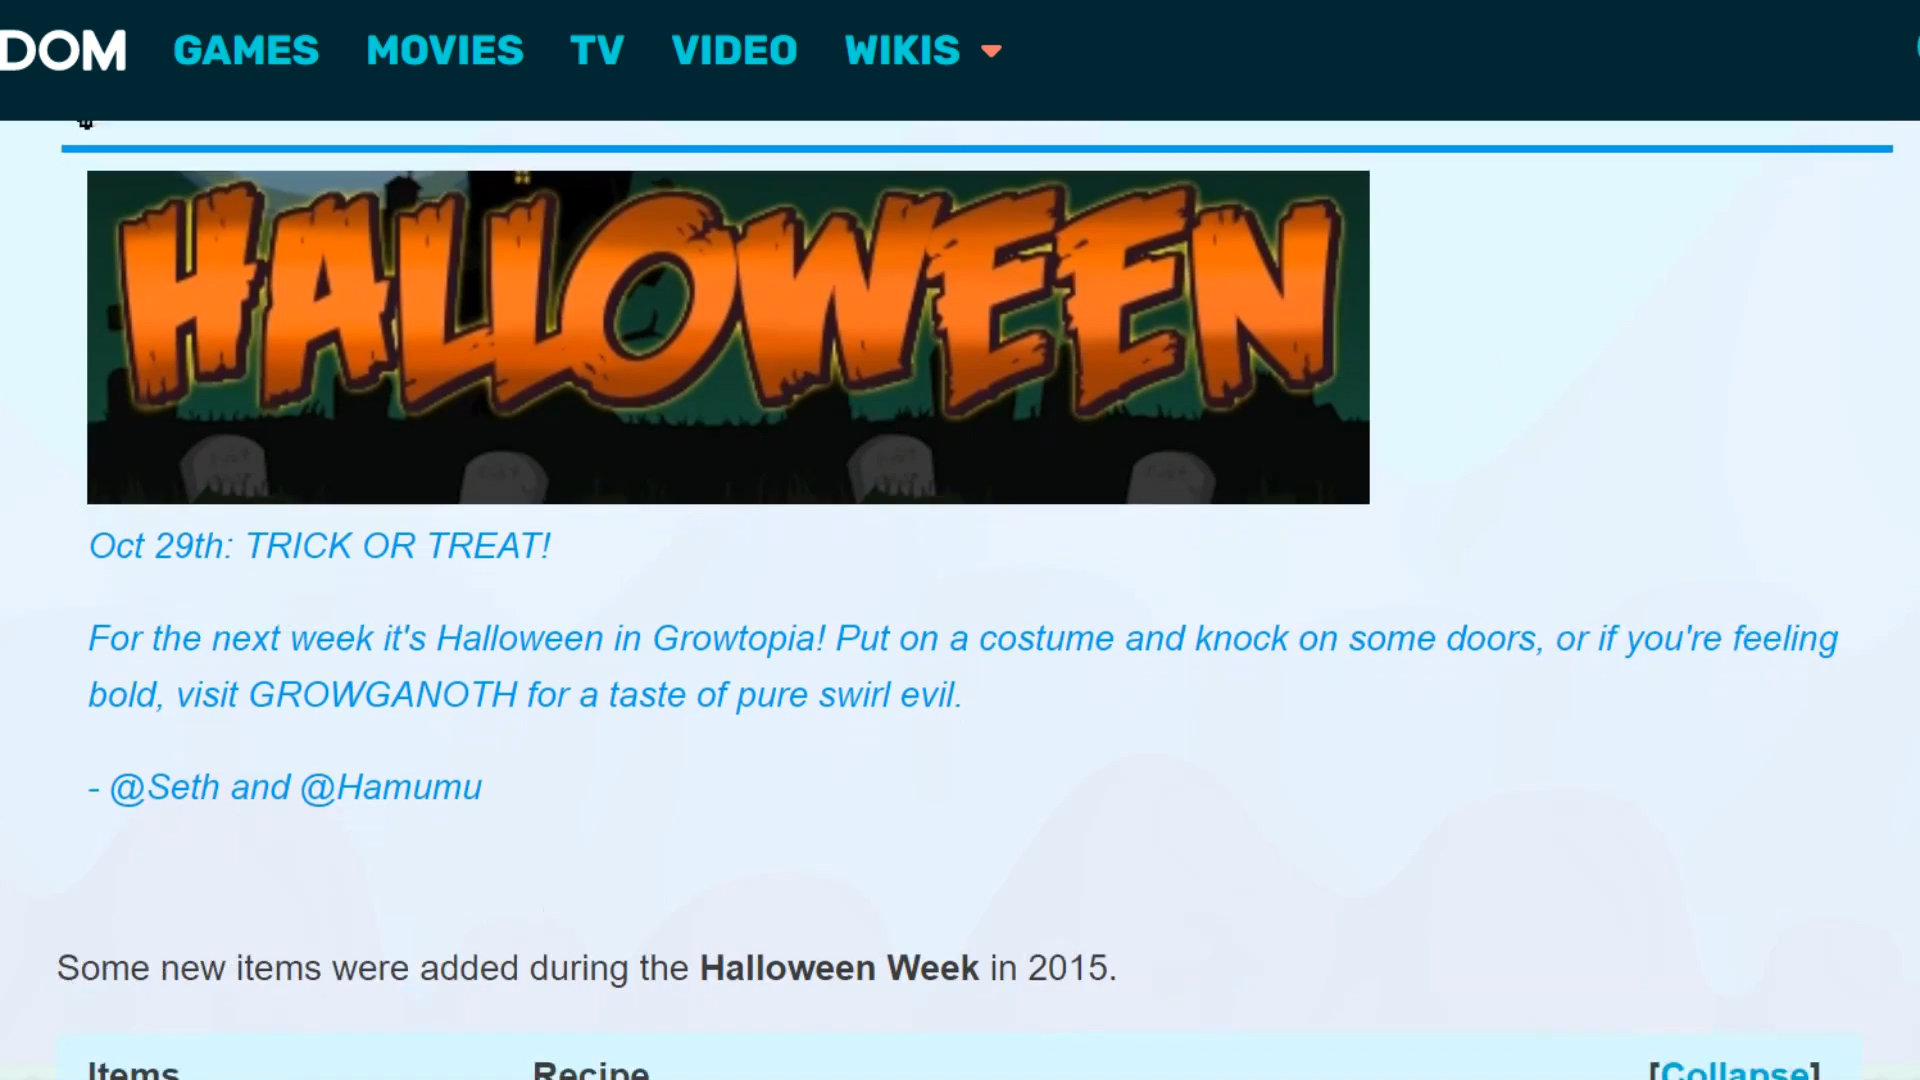 DOM GAMES MOVIES TV VIDEO WIKIS
HALLOWEEN
Oct 29th: TRICK OR TREAT!
For the next week it's Halloween in Growtopia! Put on a costume and knock on some doors, or if you're feeling
bold, visit GROWGANOTH for a taste of pure swirl evil.
- @Seth and @Hamumu
Some new items were added during the Halloween Week in 2015.
Items Recipe [Collapse]